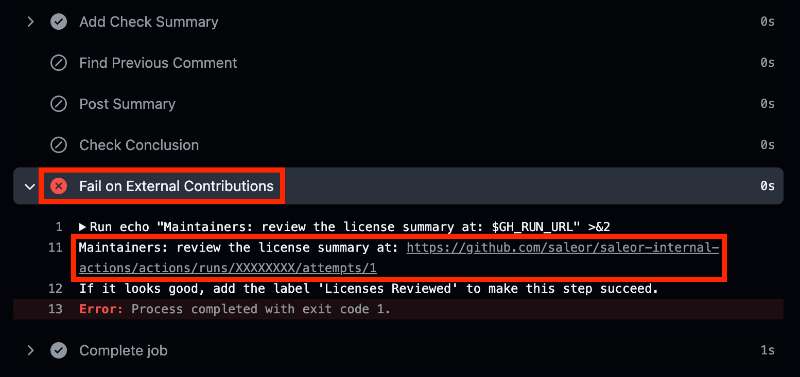 Add Check Summary 0s
Find Previous Comment 0s
Post Summary 0s
Check Conclusion 0s
Fail on External Contributions 0s
1 Run echo "Maintainers: review the license summary at: $GH_RUN_URL" >&2
11 Maintainers: review the license summary at: https://github.com/saleor/saleor-internal-
actions/actions/runs/XXXXXXXX/attempts/1
12 If it looks good, add the label 'Licenses Reviewed' to make this step succeed.
13 Error: Process completed with exit code 1.
Complete job 1s